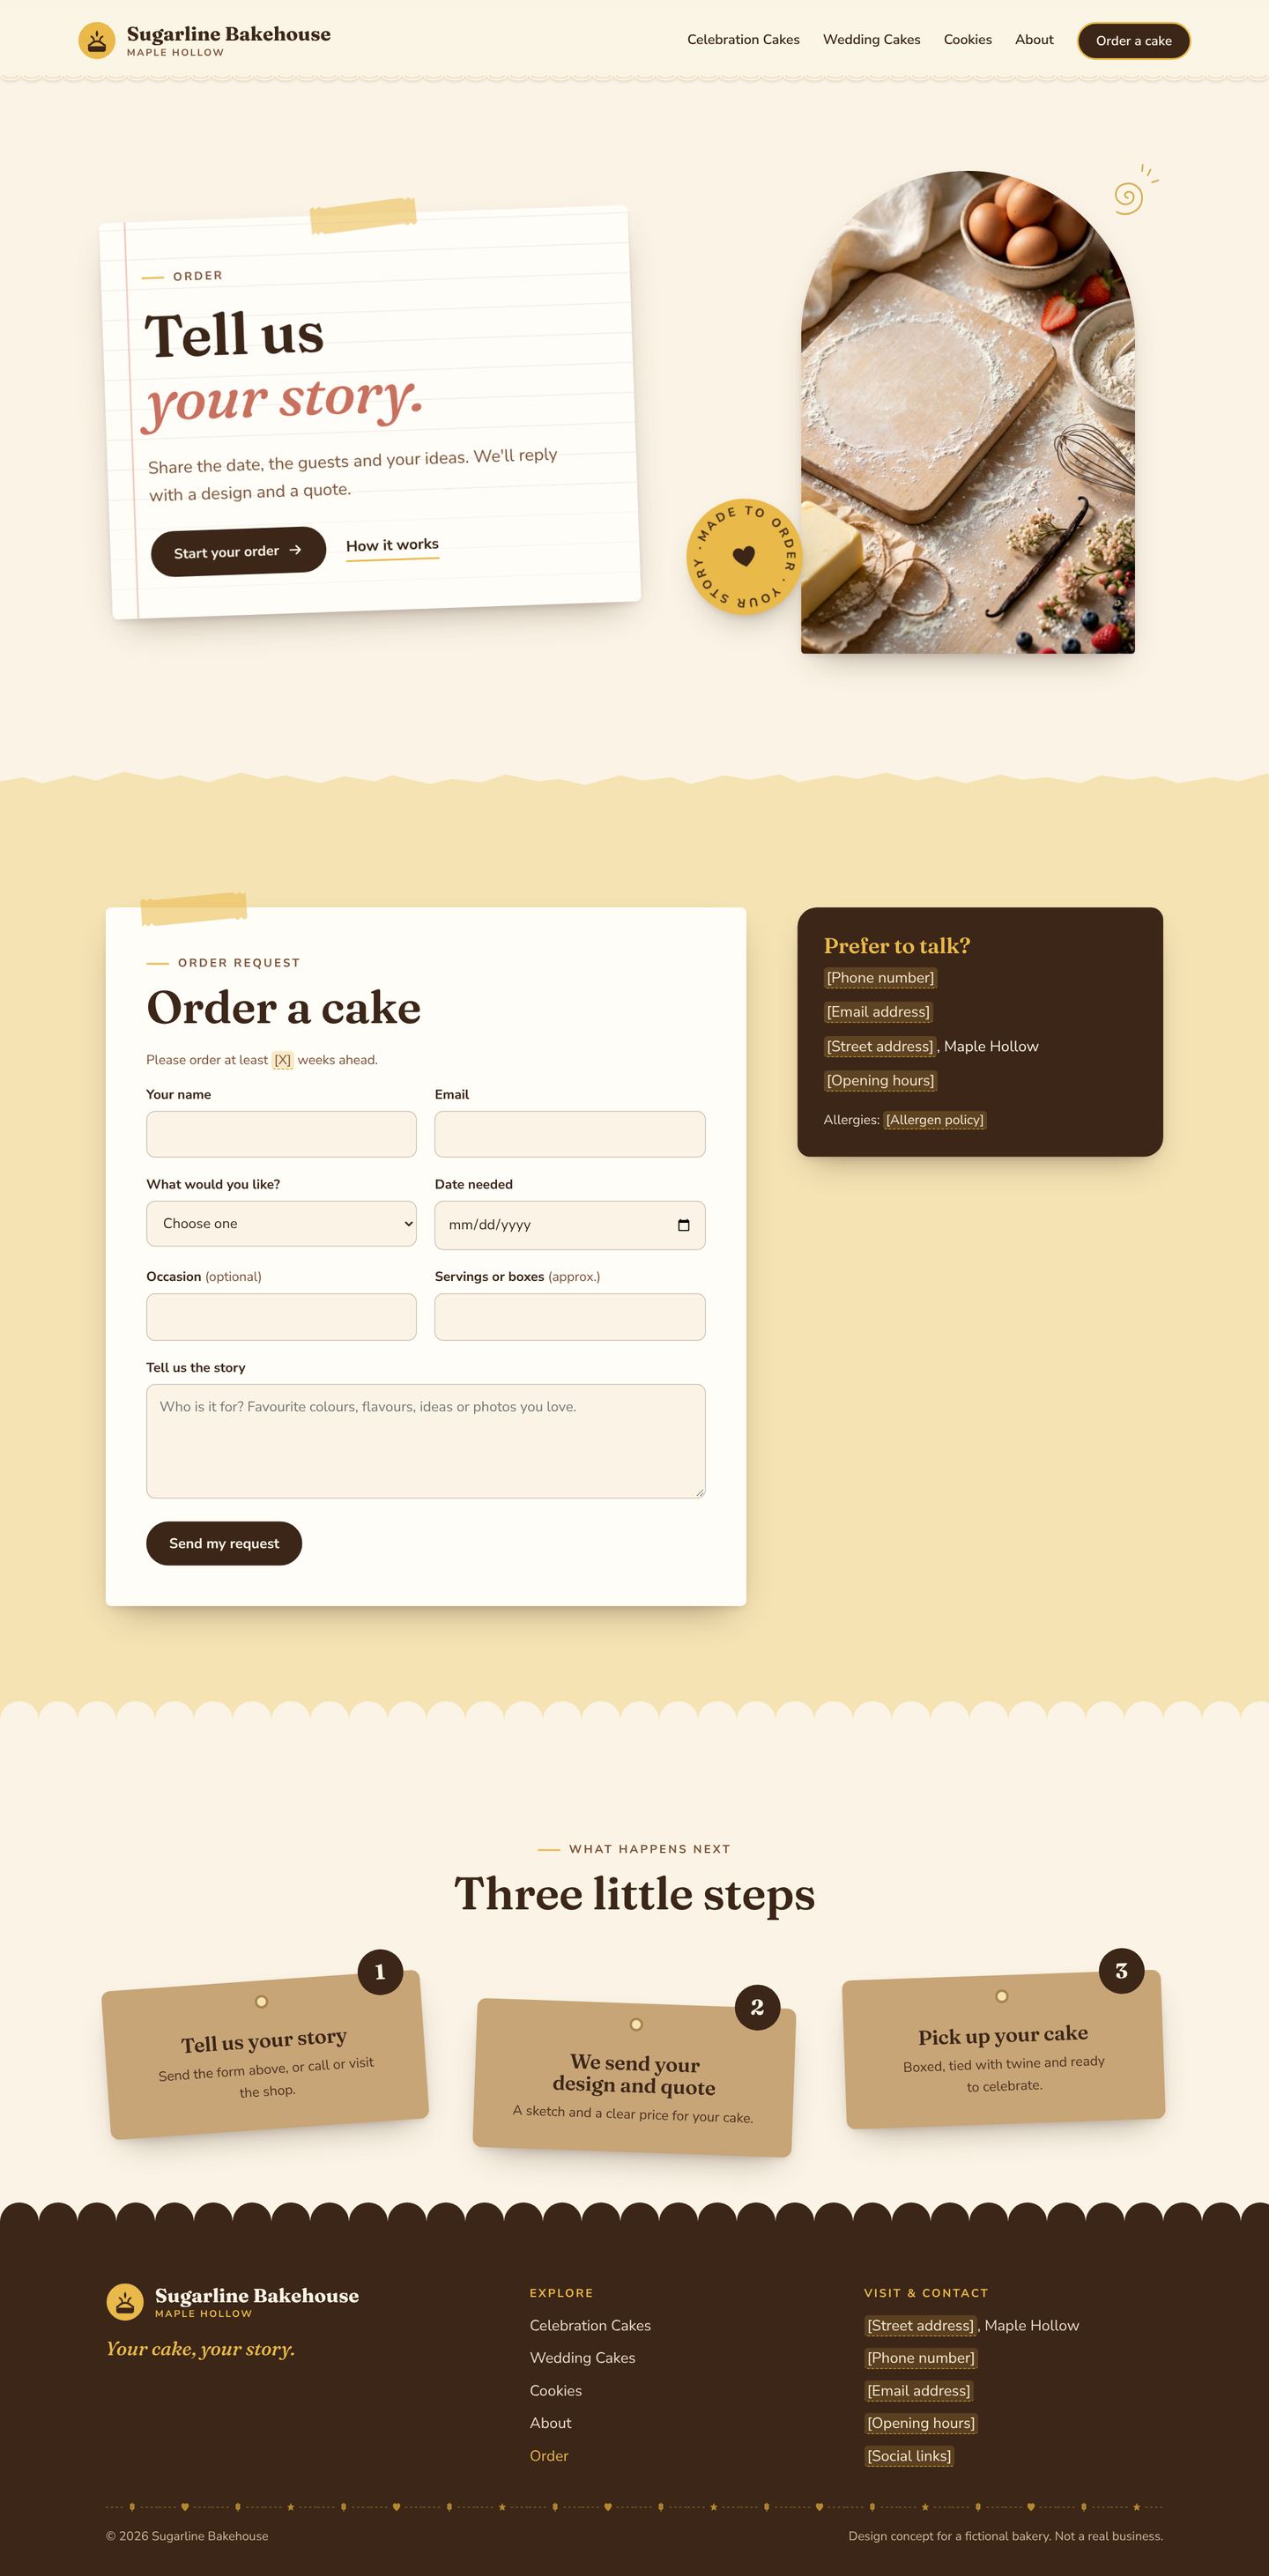 Sugarline Bakehouse
MAPLE HOLLOW
Celebration Cakes
Wedding Cakes
Cookies
About
Order a cake
ORDER
Tell us
your story.
Share the date, the guests and your ideas. We'll reply
with a design and a quote.
Start your order →
How it works
MADE TO ORDER · YOUR STORY ·
ORDER REQUEST
Order a cake
Please order at least [X] weeks ahead.
Your name
Email
What would you like?
Date needed
Choose one
mm/dd/yyyy
Occasion (optional)
Servings or boxes (approx.)
Tell us the story
Who is it for? Favourite colours, flavours, ideas or photos you love.
Send my request
Prefer to talk?
[Phone number]
[Email address]
[Street address], Maple Hollow
[Opening hours]
Allergies: [Allergen policy]
WHAT HAPPENS NEXT
Three little steps
1
Tell us your story
Send the form above, or call or visit
the shop.
2
We send your
design and quote
A sketch and a clear price for your cake.
3
Pick up your cake
Boxed, tied with twine and ready
to celebrate.
Sugarline Bakehouse
MAPLE HOLLOW
Your cake, your story.
EXPLORE
Celebration Cakes
Wedding Cakes
Cookies
About
Order
VISIT & CONTACT
[Street address], Maple Hollow
[Phone number]
[Email address]
[Opening hours]
[Social links]
© 2026 Sugarline Bakehouse
Design concept for a fictional bakery. Not a real business.